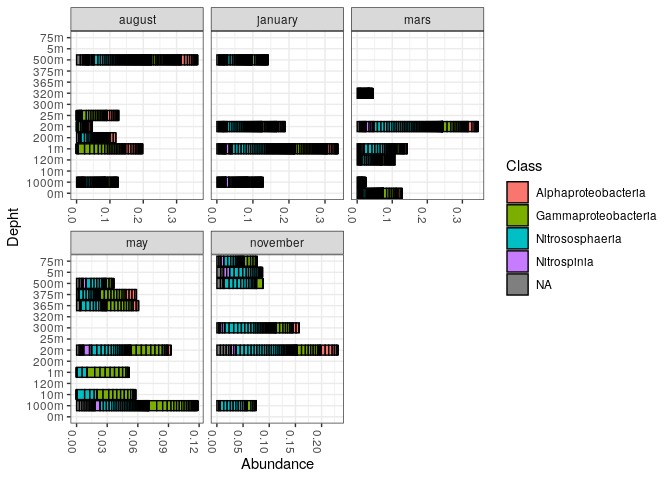 august
january
mars
75m
5m
500m
375m
365m
320m
300m
25m
20m
200m
1m
120m
10m
1000m
0m
0.0
0.1
0.2
0.3
0.0
0.1
0.2
0.3
0.0
0.1
0.2
0.3
may
november
75m
5m
500m
375m
365m
320m
300m
25m
20m
200m
1m
120m
10m
1000m
0m
0.00
0.03
0.06
0.09
0.12
0.00
0.05
0.10
0.15
0.20
Depht
Abundance
Class
Alphaproteobacteria
Gammaproteobacteria
Nitrososphaeria
Nitrospinia
NA